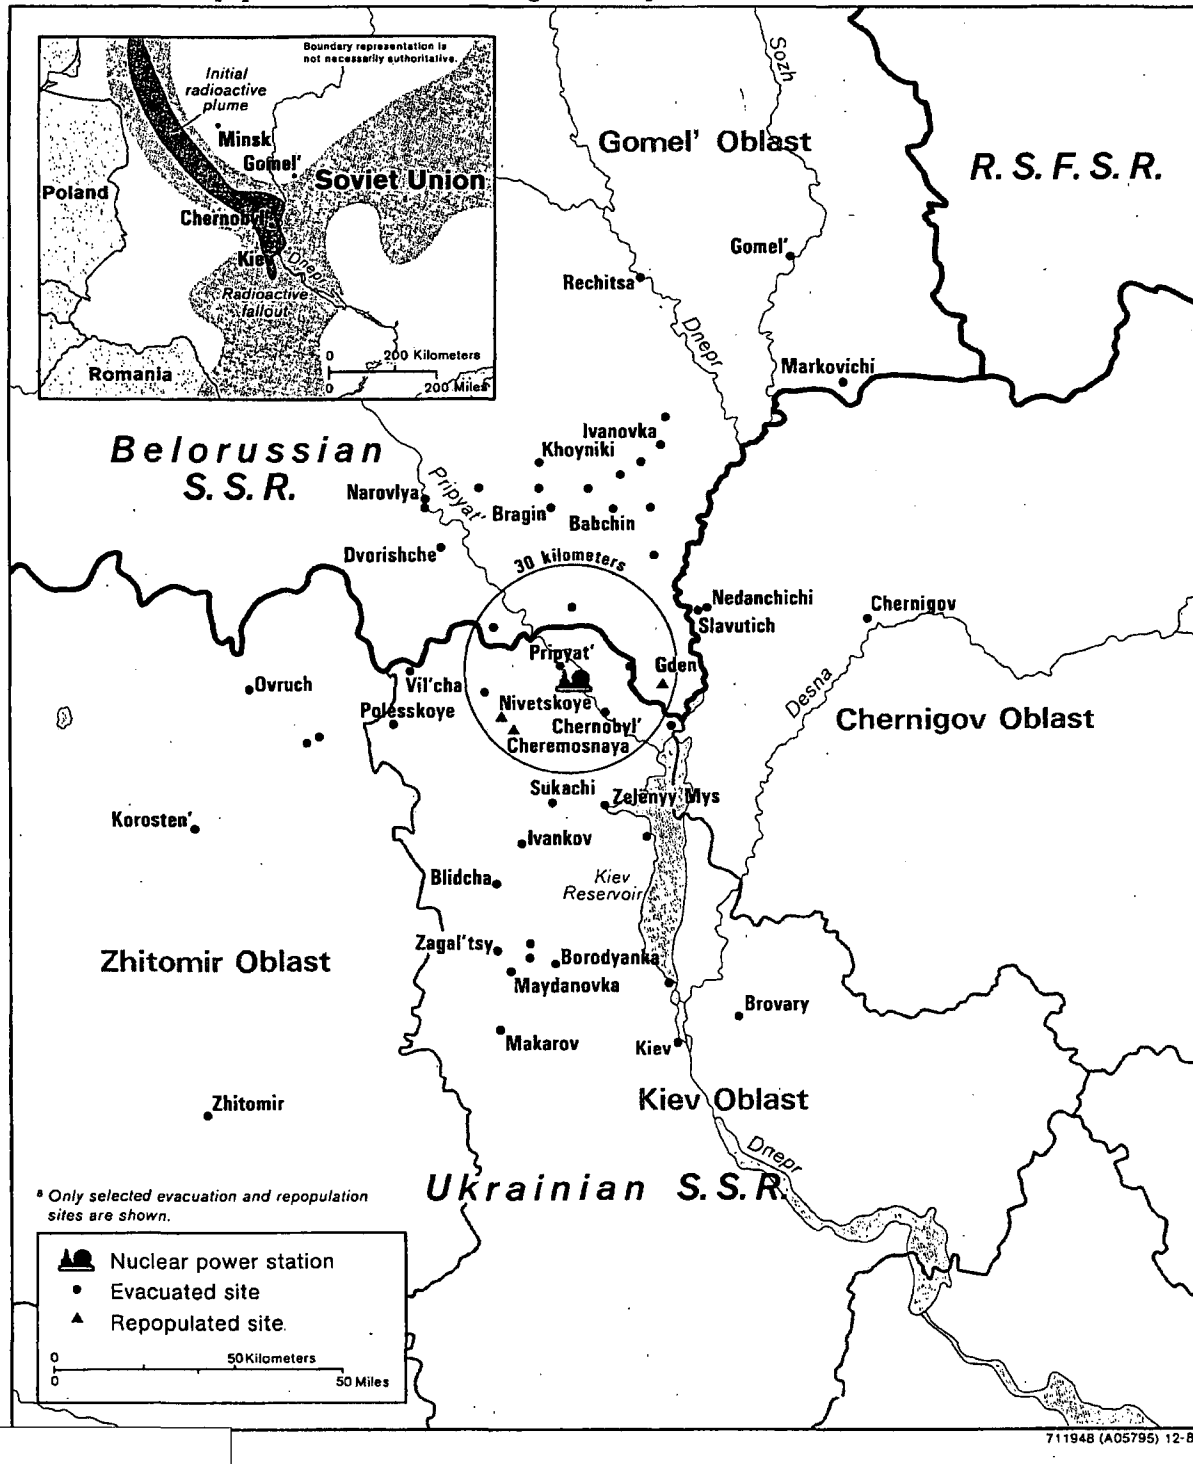 Boundary representation is
not necessarily authoritative.
Initial
radioactive
plume
Minsk
Gomel'
Soviet Union
Poland
Chernobyl'
Kiev
Dnepr
Radioactive
fallout
Romania
0 200 Kilometers
0 200 Miles
Sozh
Gomel' Oblast
R.S.F.S.R.
Gomel'
Rechitsa
Dnepr
Markovichi
Belorussian
S.S.R.
Ivanovka
Khoyniki
Narovlya
Pripyat'
Bragin
Babchin
Dvorishche
30 kilometers
Nedanchichi
Slavutich
Chernigov
Pripyat'
Gden
Desna
Ovruch
Vil'cha
Nivetskoye
Polesskoye
Chernobyl'
Chernigov Oblast
Cheremosnaya
Sukachi
Zelënyy Mys
Korosten'
Ivankov
Blidcha
Kiev
Reservoir
Zagal'tsy
Borodyanka
Zhitomir Oblast
Maydanovka
Brovary
Makarov
Kiev
Kiev Oblast
Zhitomir
Dnepr
Ukrainian S.S.R.
a Only selected evacuation and repopulation
sites are shown.
Nuclear power station
Evacuated site
Repopulated site
0 50 Kilometers
0 50 Miles
711948 (A05795) 12-8